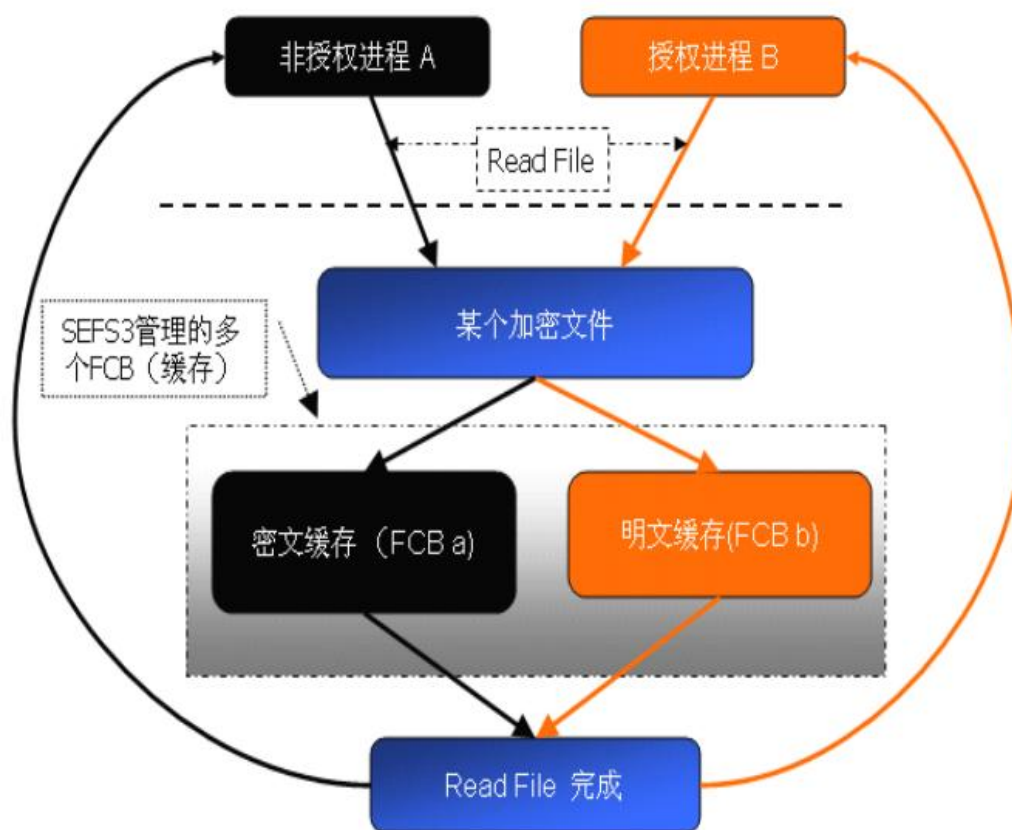 非授权进程 A
授权进程 B
Read File
某个加密文件
SEFS3管理的多
个FCB（缓存）
密文缓存（FCB a)
明文缓存(FCB b)
Read File 完成